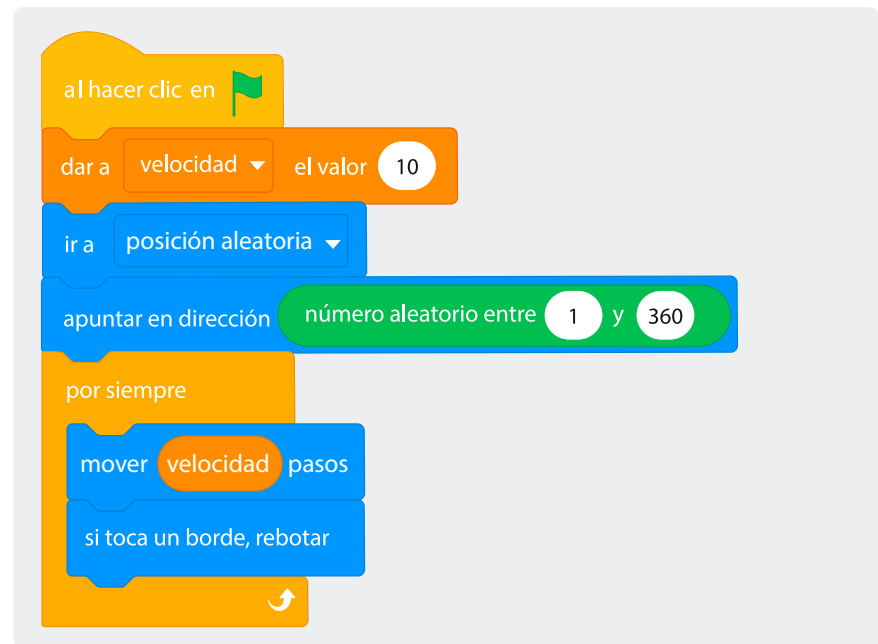 al hacer clic en
dar a velocidad el valor 10
ir a posición aleatoria
apuntar en dirección número aleatorio entre 1 y 360
por siempre
mover velocidad pasos
si toca un borde, rebotar